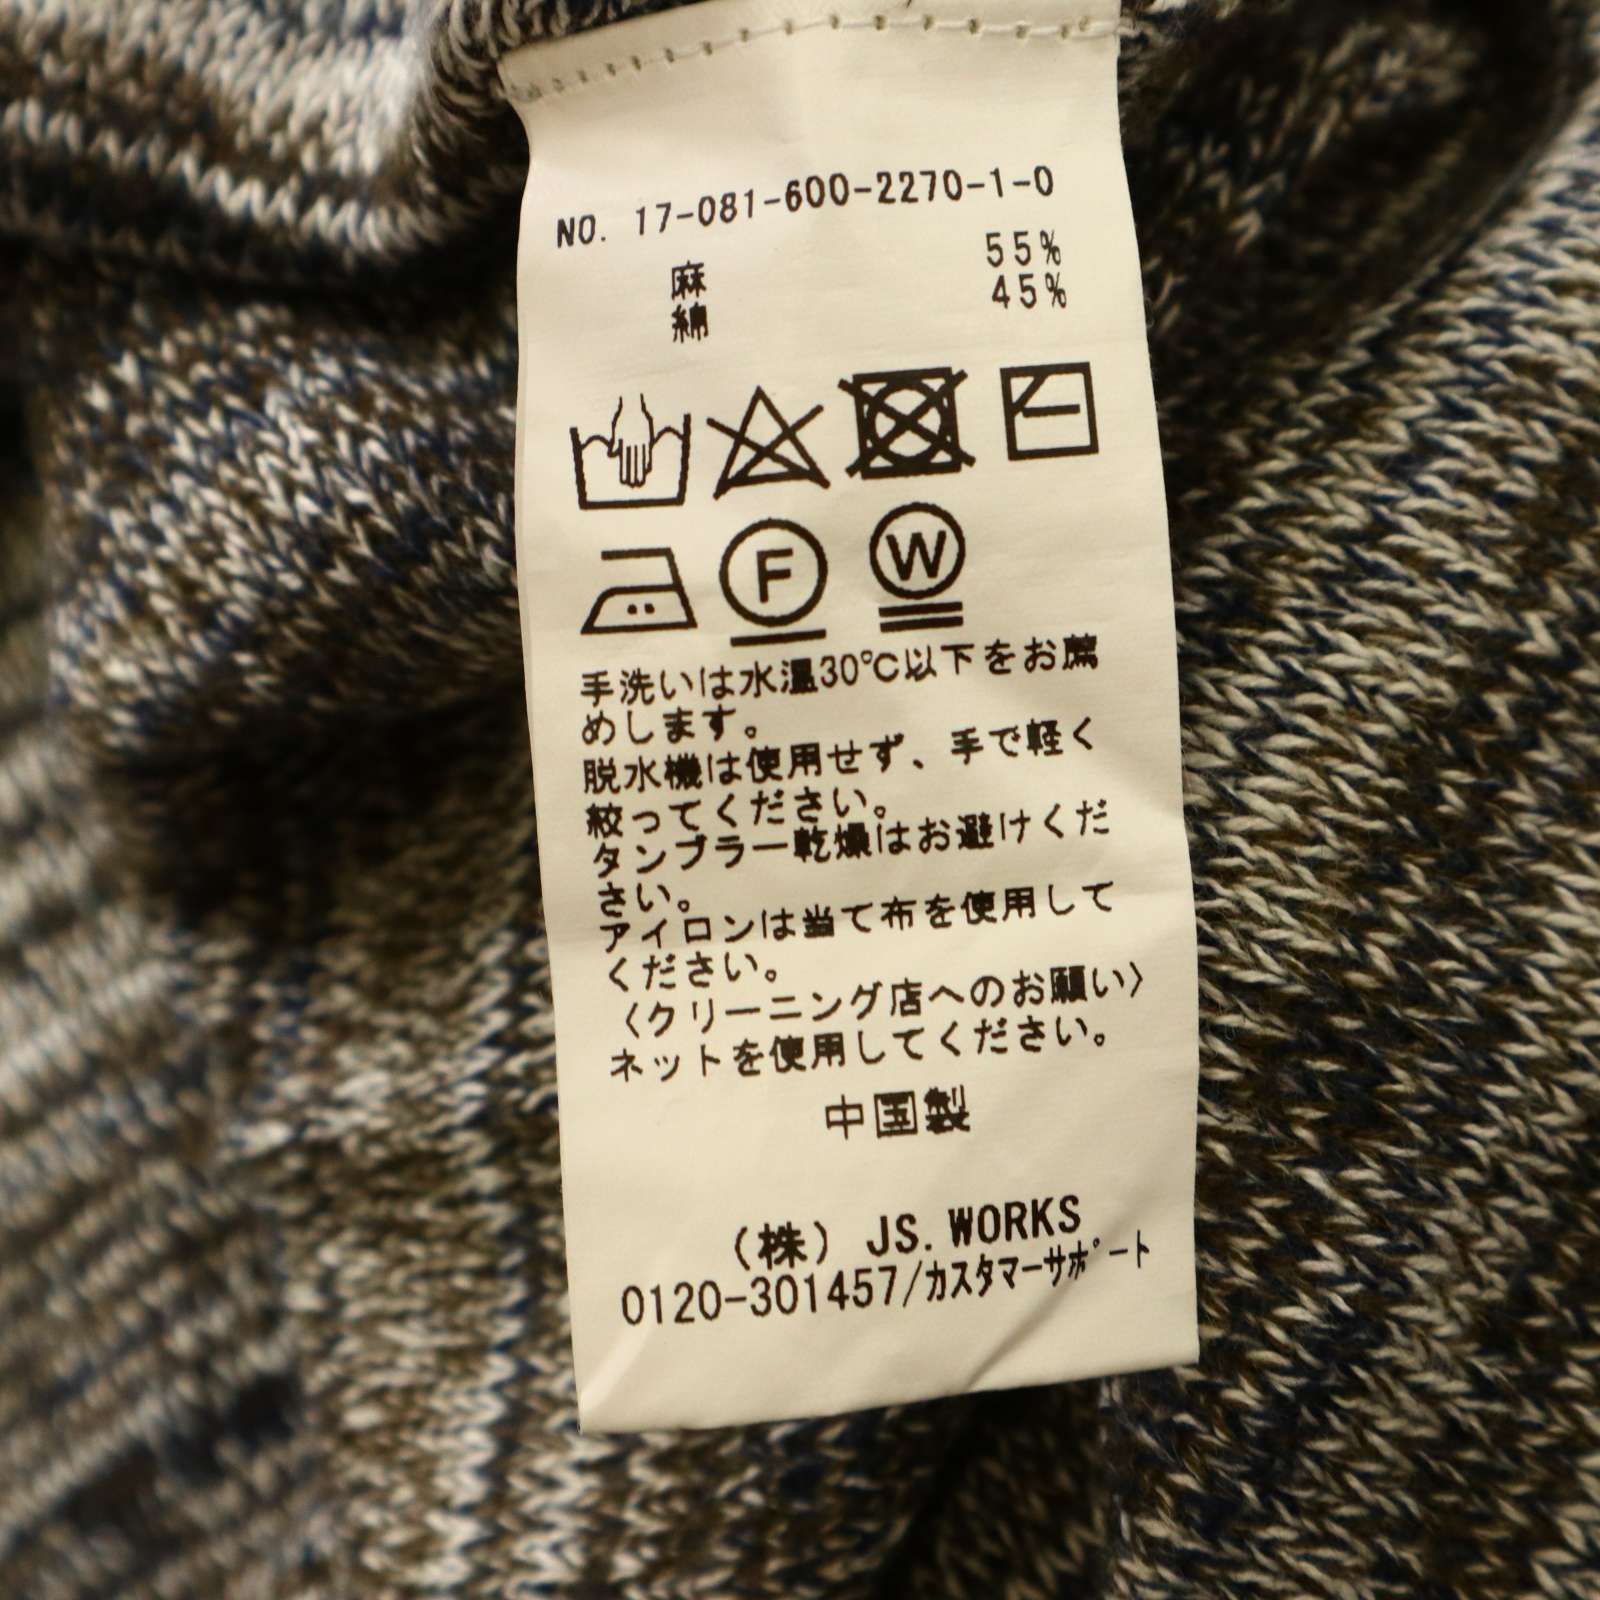 NO. 17-081-600-2270-1-0
麻 55%
綿 45%
F W
手洗いは水温30℃以下をお薦
めします。
脱水機は使用せず、手で軽く
絞ってください。
タンブラー乾燥はお避けくだ
さい。
アイロンは当て布を使用して
ください。
〈クリーニング店へのお願い〉
ネットを使用してください。
中国製
(株) JS.WORKS
0120-301457/カスタマーサポート